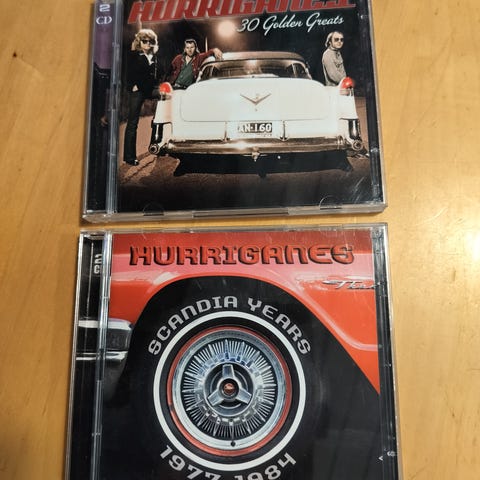 2
CD
HURRIGANES
30 Golden Greats
AN-160
HURRIGANES
SCANDIA YEARS
1977-1984